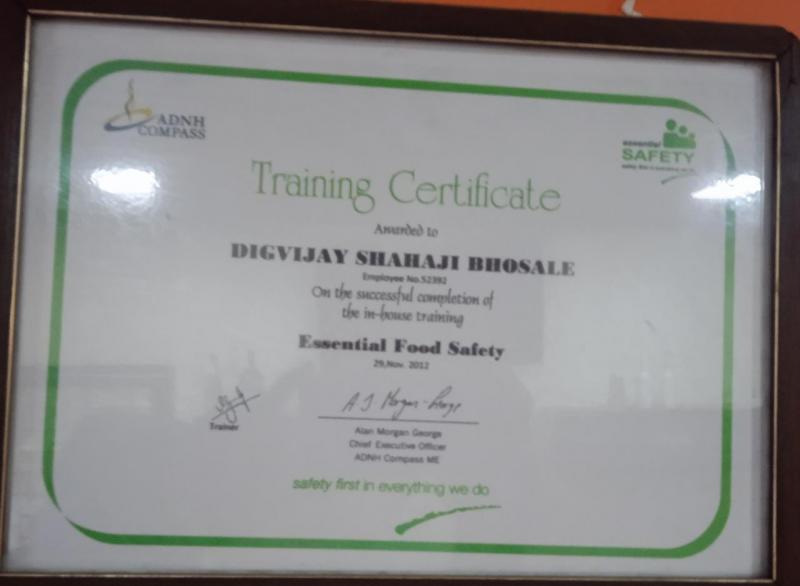 ADNH
COMPASS
essential
SAFETY
Training Certificate
Awarded to
DIGVIJAY SHAHAJI BHOSALE
Employee No.52392
On the successful completion of
the in-house training
Essential Food Safety
29,Nov. 2012
Trainer
Alan Morgan George
Chief Executive Officer
ADNH Compass ME
safety first in everything we do